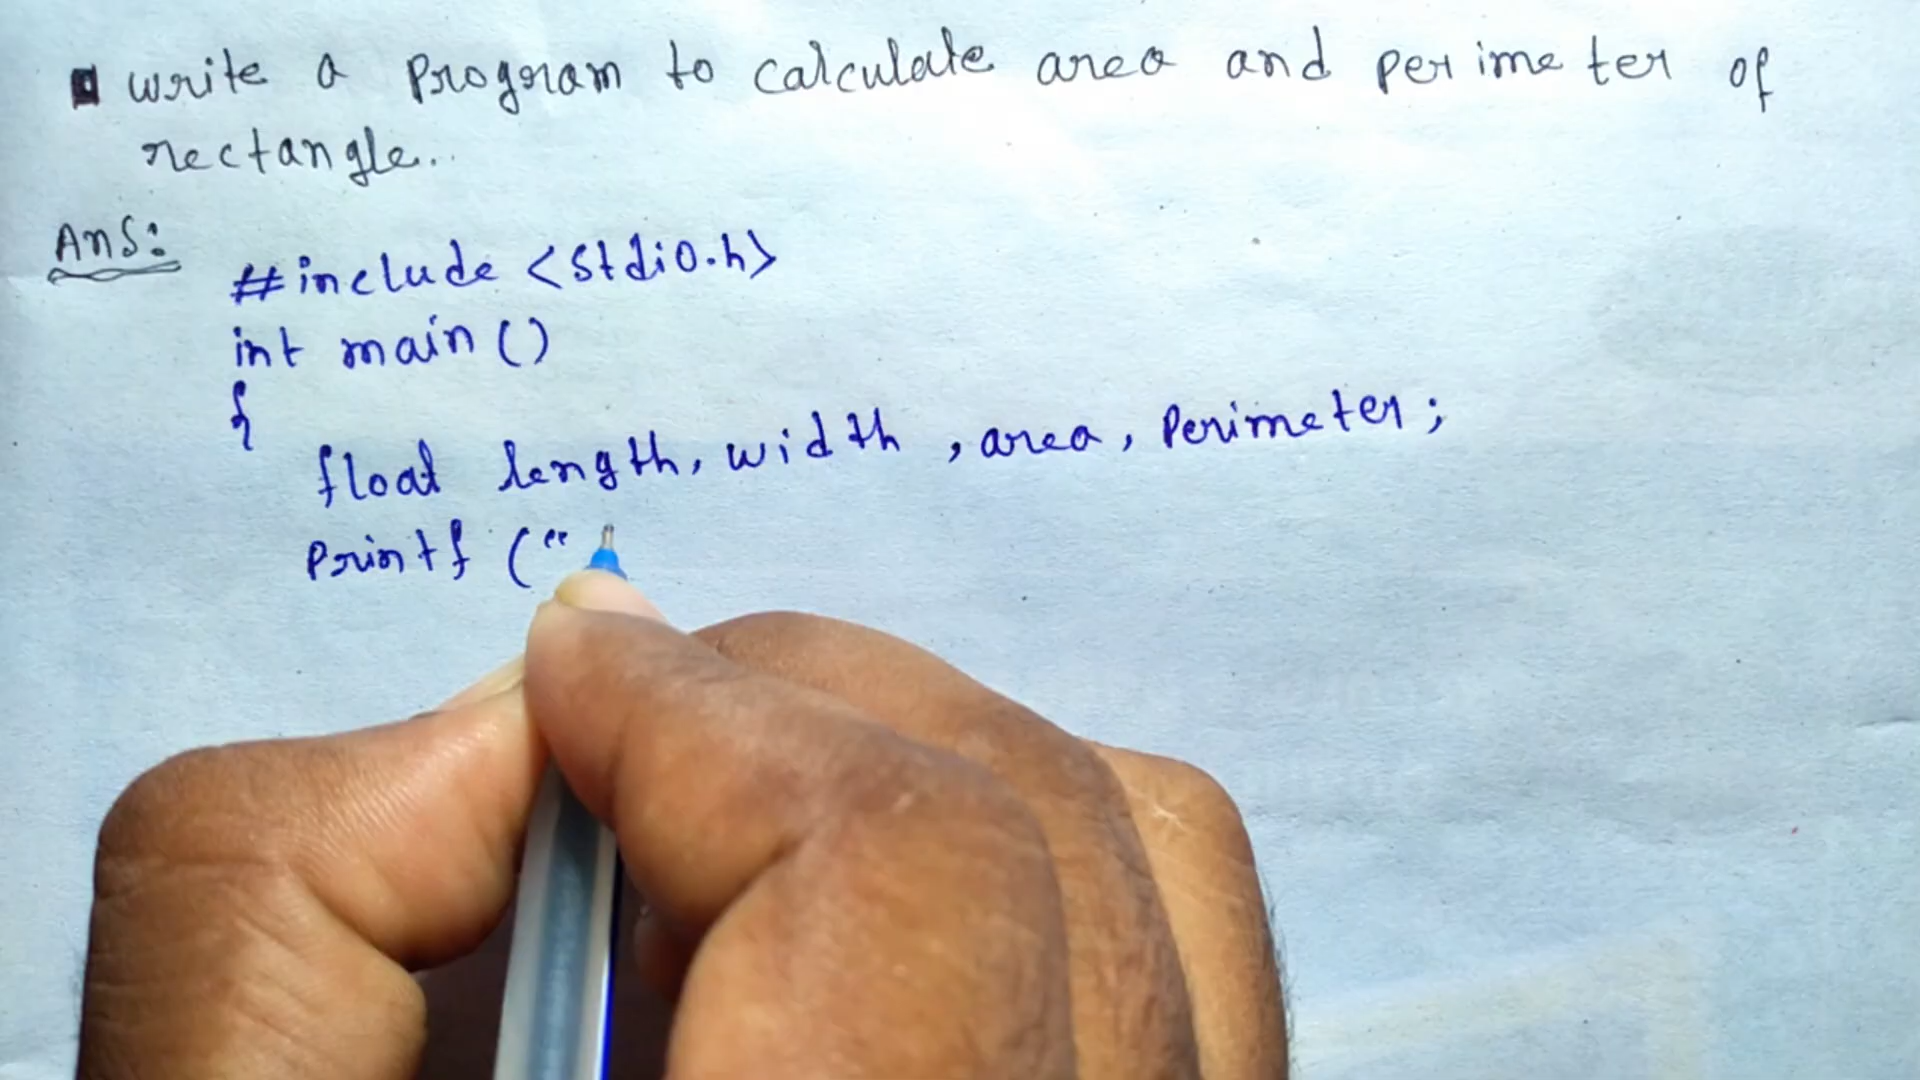 write a program to calculate area and perimeter of
rectangle..
Ans:
#include <stdio.h>
int main ()
{
float length, width, area, Perimeter;
Printf ("